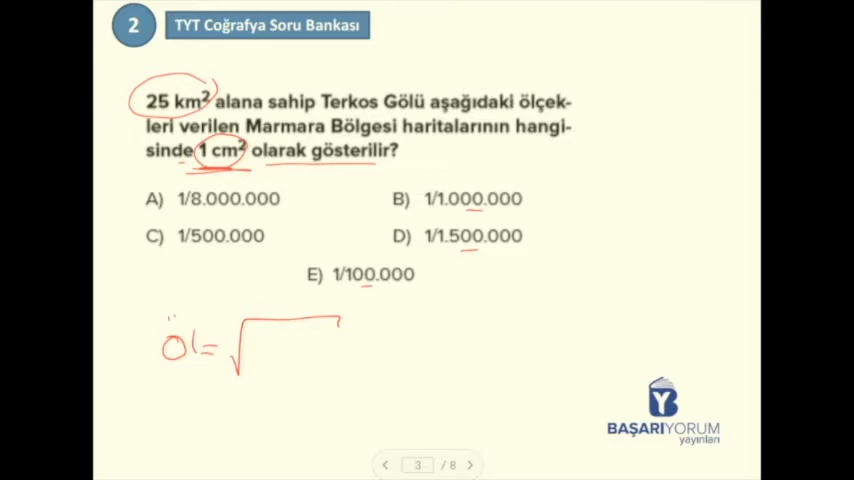 2
TYT Coğrafya Soru Bankası
25 km² alana sahip Terkos Gölü aşağıdaki ölçek-
leri verilen Marmara Bölgesi haritalarının hangi-
sinde 1 cm² olarak gösterilir?
A) 1/8.000.000
B) 1/1.000.000
C) 1/500.000
D) 1/1.500.000
E) 1/100.000
Öl= √
BAŞARIYORUM
yayınları
3 / 8